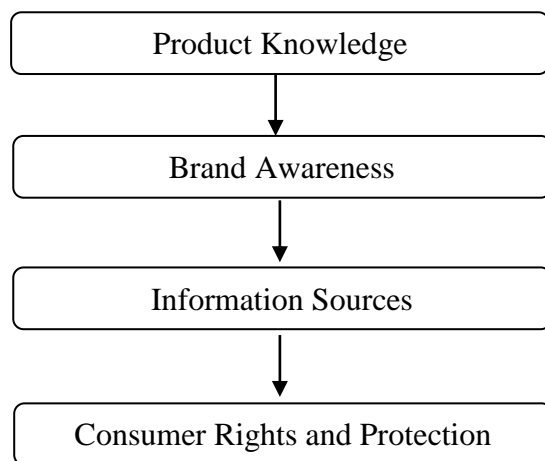 Product Knowledge
Brand Awareness
Information Sources
Consumer Rights and Protection